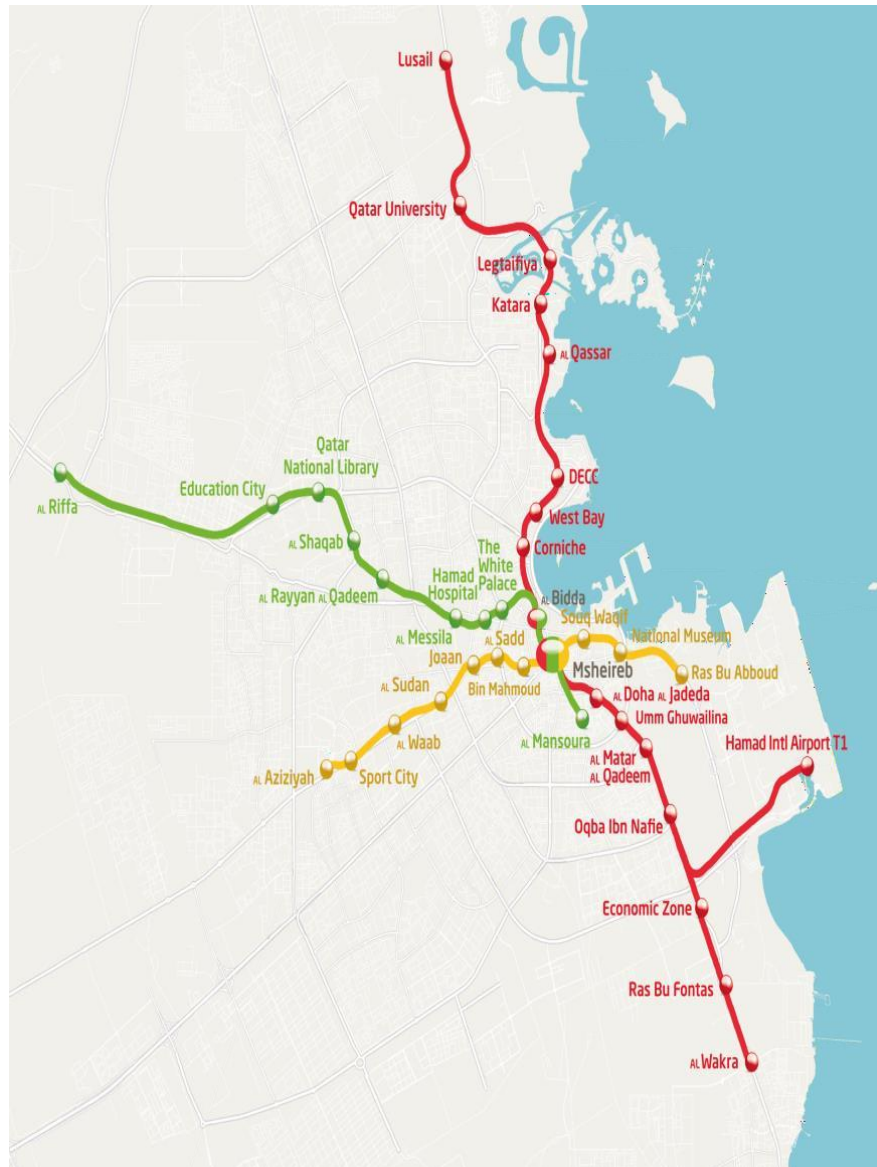 Lusail
Qatar University
Legtaifiya
Katara
AL Qassar
Qatar
National Library
Education City
AL Riffa
DECC
West Bay
AL Shaqab
Corniche
The
White
Palace
Hamad
Hospital
AL Rayyan AL Qadeem
AL Bidda
Souq Waqif
AL Messila
National Museum
AL Sadd
Joaan
Msheireb
Ras Bu Abboud
AL Sudan
Bin Mahmoud
AL Doha AL Jadeda
Umm Ghuwailina
AL Waab
AL Mansoura
Hamad Intl Airport T1
AL Matar
AL Qadeem
AL Aziziyah
Sport City
Oqba Ibn Nafie
Economic Zone
Ras Bu Fontas
AL Wakra